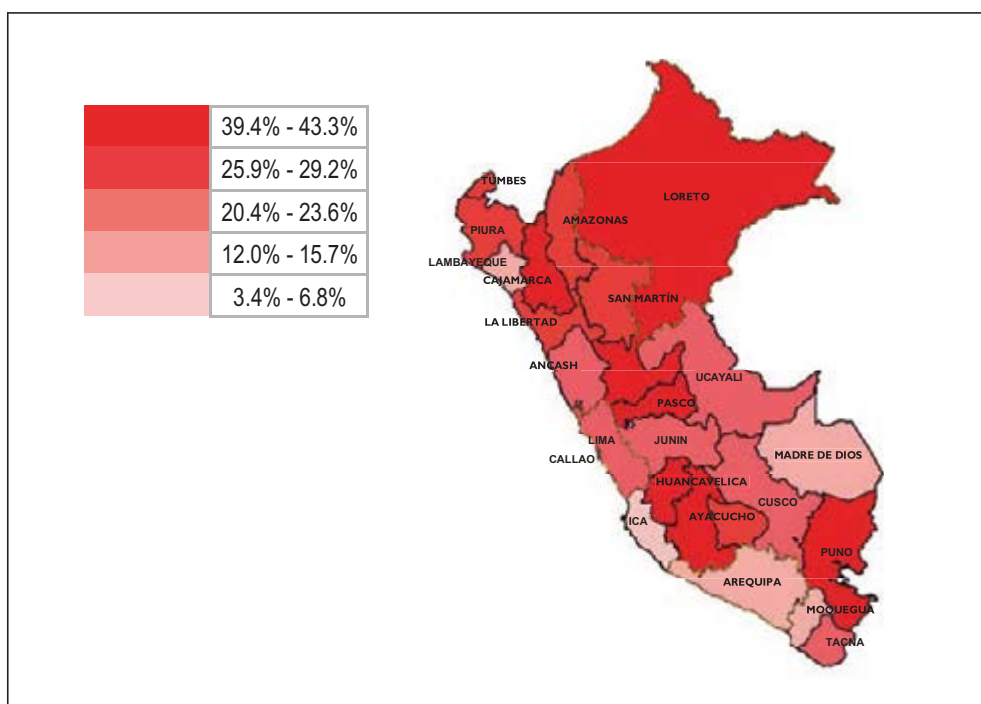 39.4% - 43.3%
25.9% - 29.2%
20.4% - 23.6%
12.0% - 15.7%
3.4% - 6.8%
TUMBES
LORETO
AMAZONAS
PIURA
LAMBAYEQUE
CAJAMARCA
SAN MARTÍN
LA LIBERTAD
ANCASH
UCAYALI
PASCO
LIMA
JUNIN
CALLAO
MADRE DE DIOS
HUANCAVELICA
CUSCO
ICA
AYACUCHO
PUNO
AREQUIPA
MOQUEGUA
TACNA